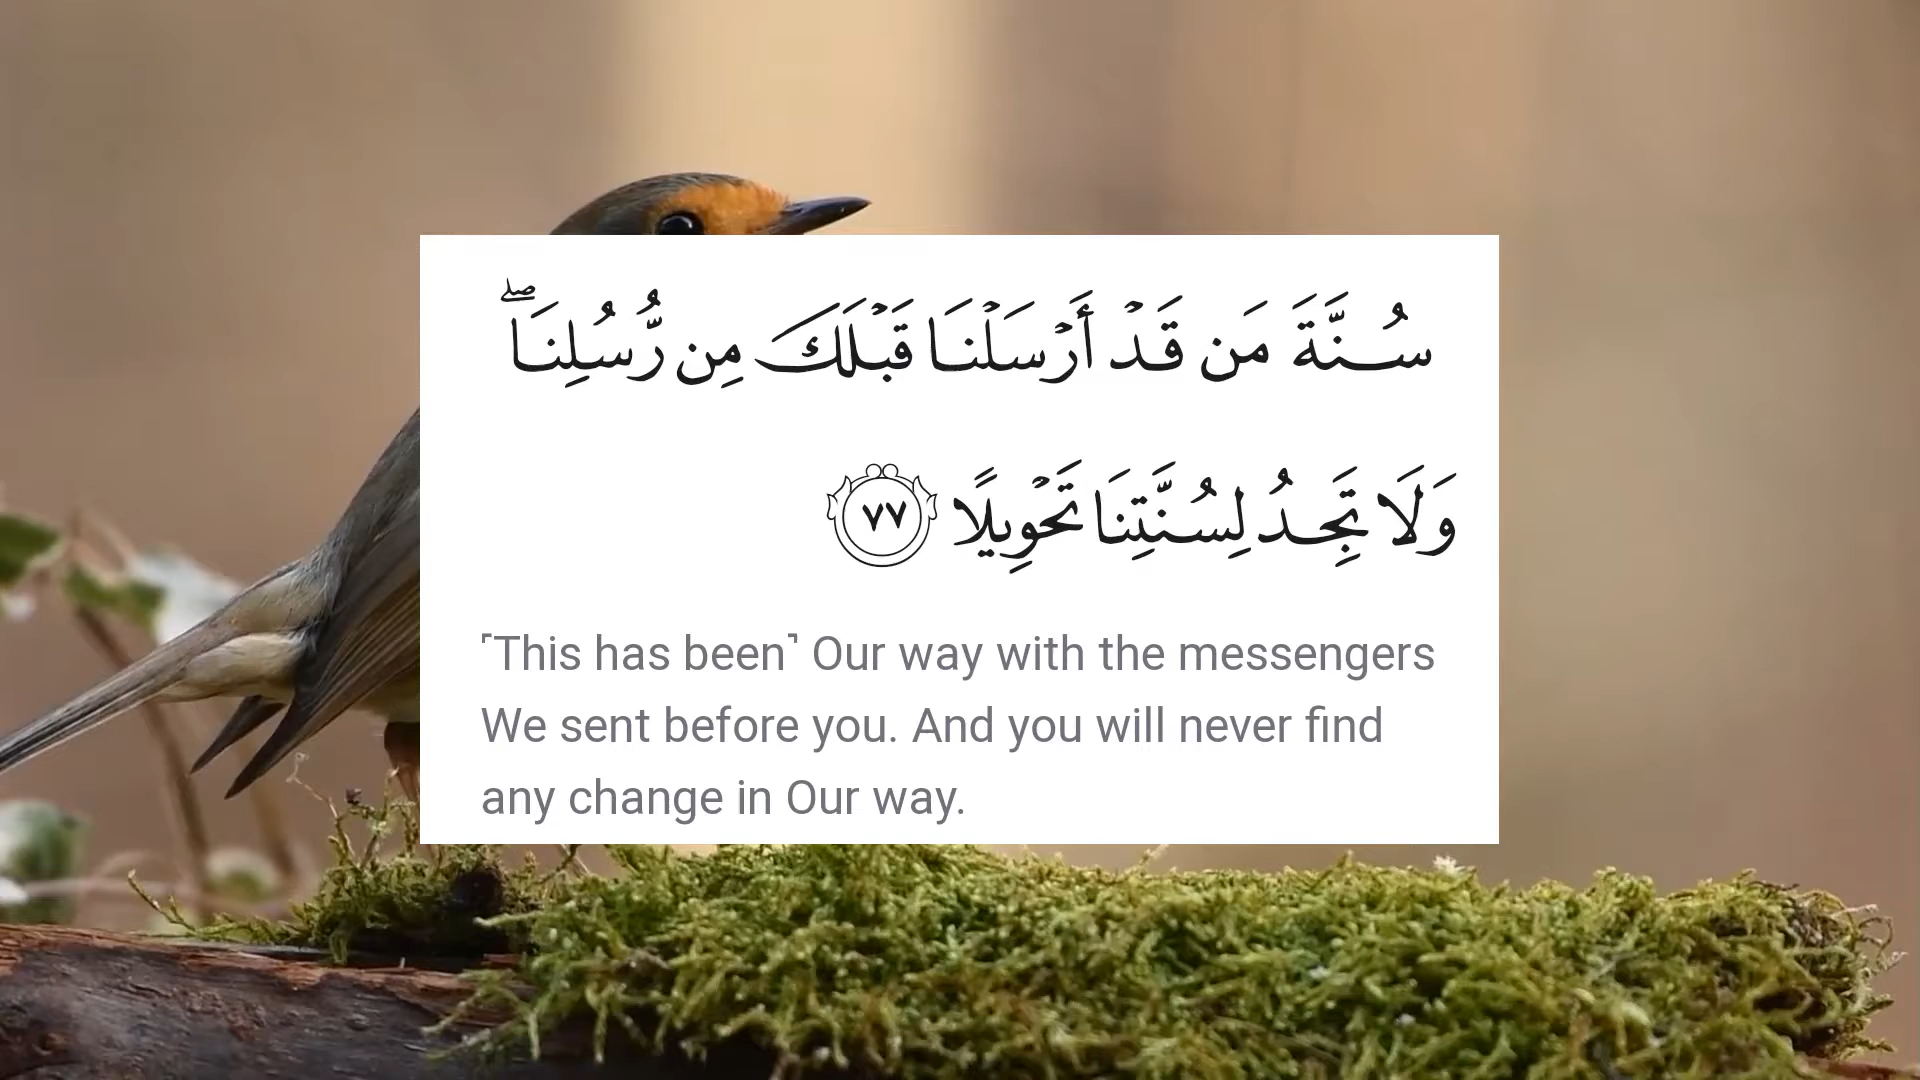 سُنَّةَ مَن قَدْ أَرْسَلْنَا قَبْلَكَ مِن رُّسُلِنَا ۖ
وَلَا تَجِدُ لِسُنَّتِنَا تَحْوِيلًا ٧٧
˹This has been˺ Our way with the messengers
We sent before you. And you will never find
any change in Our way.